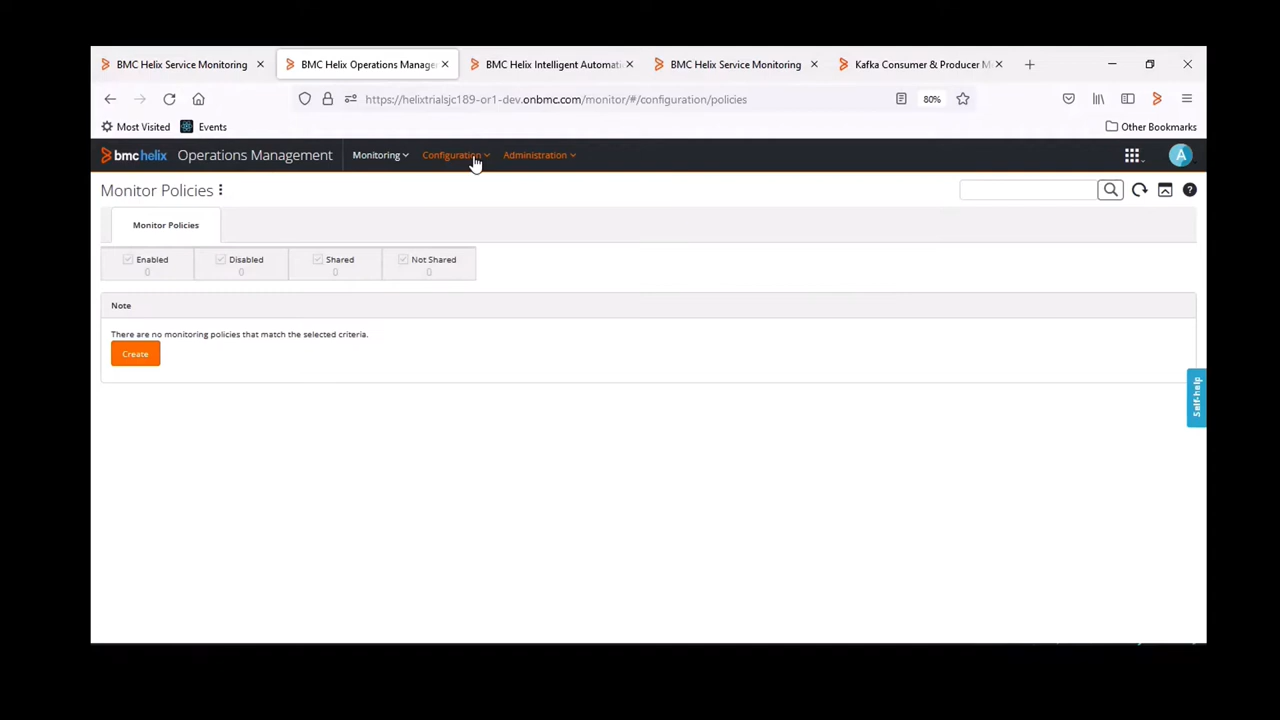 BMC Helix Service Monitoring
BMC Helix Operations Manage
BMC Helix Intelligent Automati
BMC Helix Service Monitoring
Kafka Consumer & Producer M
https://helixtrialsjc189-or1-dev.onbmc.com/monitor/#/configuration/policies
80%
Most Visited
Events
Other Bookmarks
bmchelix
Operations Management
Monitoring
Configuration
Administration
A
Monitor Policies
Monitor Policies
Enabled
Disabled
Shared
Not Shared
0
0
0
0
Note
There are no monitoring policies that match the selected criteria.
Create
Self-help